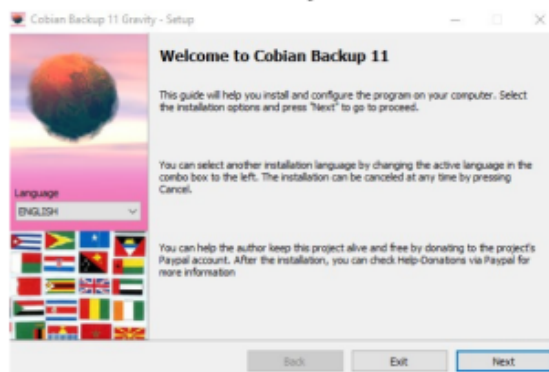 Cobian Backup 11 Gravity - Setup
Welcome to Cobian Backup 11
This guide will help you install and configure the program on your computer. Select
the installation options and press "Next" to go to proceed.
You can select another installation language by changing the active language in the
combo box to the left. The installation can be canceled at any time by pressing
Cancel.
Language
ENGLISH
You can help the author keep this project alive and free by donating to the project's
Paypal account. After the installation, you can check Help-Donations via Paypal for
more information
Back Exit Next